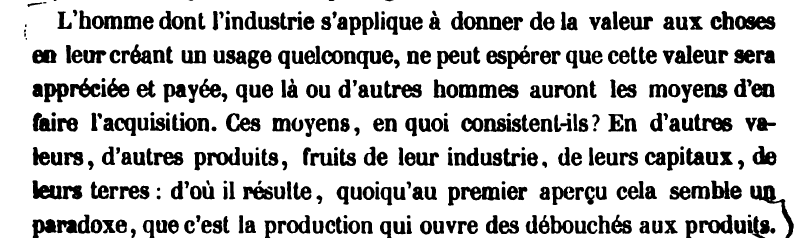 L'homme dont l'industrie s'applique à donner de la valeur aux choses
en leur créant un usage quelconque, ne peut espérer que cette valeur sera
appréciée et payée, que là ou d'autres hommes auront les moyens d'en
faire l'acquisition. Ces moyens, en quoi consistent-ils? En d'autres va-
leurs, d'autres produits, fruits de leur industrie, de leurs capitaux, de
leurs terres : d'où il résulte, quoiqu'au premier aperçu cela semble un
paradoxe, que c'est la production qui ouvre des débouchés aux produits.